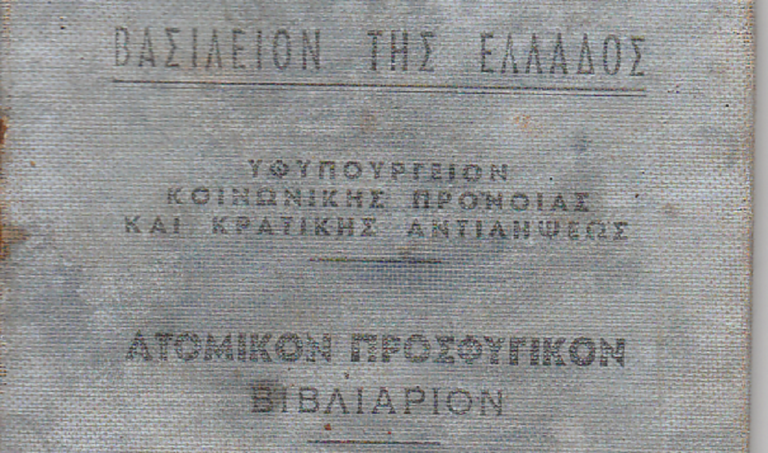 ΒΑΣΙΛΕΙΟΝ ΤΗΣ ΕΛΛΑΔΟΣ
ΥΦΥΠΟΥΡΓΕΙΟΝ
ΚΟΙΝΩΝΙΚΗΣ ΠΡΟΝΟΙΑΣ
ΚΑΙ ΚΡΑΤΙΚΗΣ ΑΝΤΙΛΗΨΕΩΣ
ΑΤΟΜΙΚΟΝ ΠΡΟΣΦΥΓΙΚΟΝ
ΒΙΒΛΙΑΡΙΟΝ